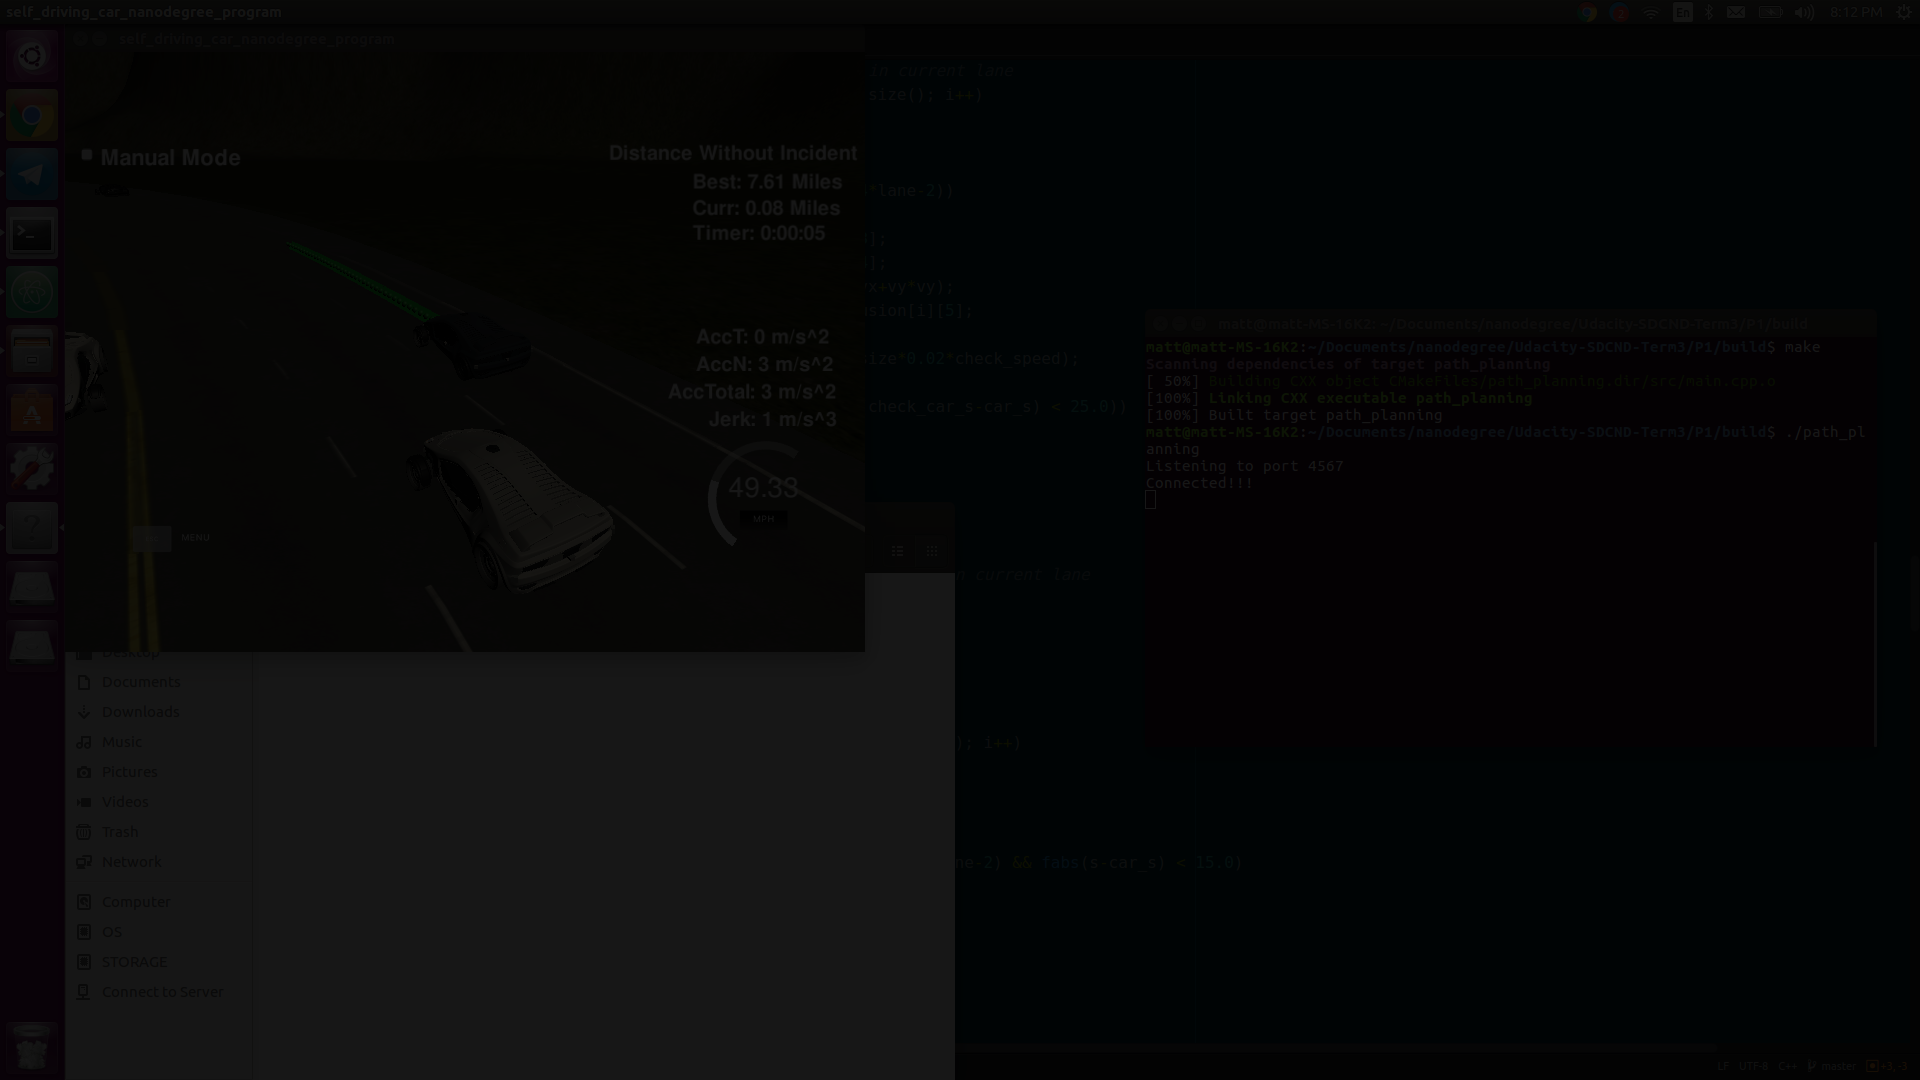 self_driving_car_nanodegree_program
En
8:12 PM
self_driving_car_nanodegree_program
Manual Mode
Distance Without Incident
Best: 7.61 Miles
Curr: 0.08 Miles
Timer: 0:00:05
AccT: 0 m/s^2
AccN: 3 m/s^2
AccTotal: 3 m/s^2
Jerk: 1 m/s^3
49.33
MPH
MENU
in current lane
size(); i++)
*lane-2))
];
];
x+vy*vy);
sion[i][5];
size*0.02*check_speed);
check_car_s-car_s) < 25.0))
n current lane
); i++)
ne-2) && fabs(s-car_s) < 15.0)
matt@matt-MS-16K2: ~/Documents/nanodegree/Udacity-SDCND-Term3/P1/build
matt@matt-MS-16K2:~/Documents/nanodegree/Udacity-SDCND-Term3/P1/build$ make
Scanning dependencies of target path_planning
[ 50%] Building CXX object CMakeFiles/path_planning.dir/src/main.cpp.o
[100%] Linking CXX executable path_planning
[100%] Built target path_planning
matt@matt-MS-16K2:~/Documents/nanodegree/Udacity-SDCND-Term3/P1/build$ ./path_pl
anning
Listening to port 4567
Connected!!!
Desktop
Documents
Downloads
Music
Pictures
Videos
Trash
Network
Computer
OS
STORAGE
Connect to Server
LF UTF-8 C++ master +3, -3